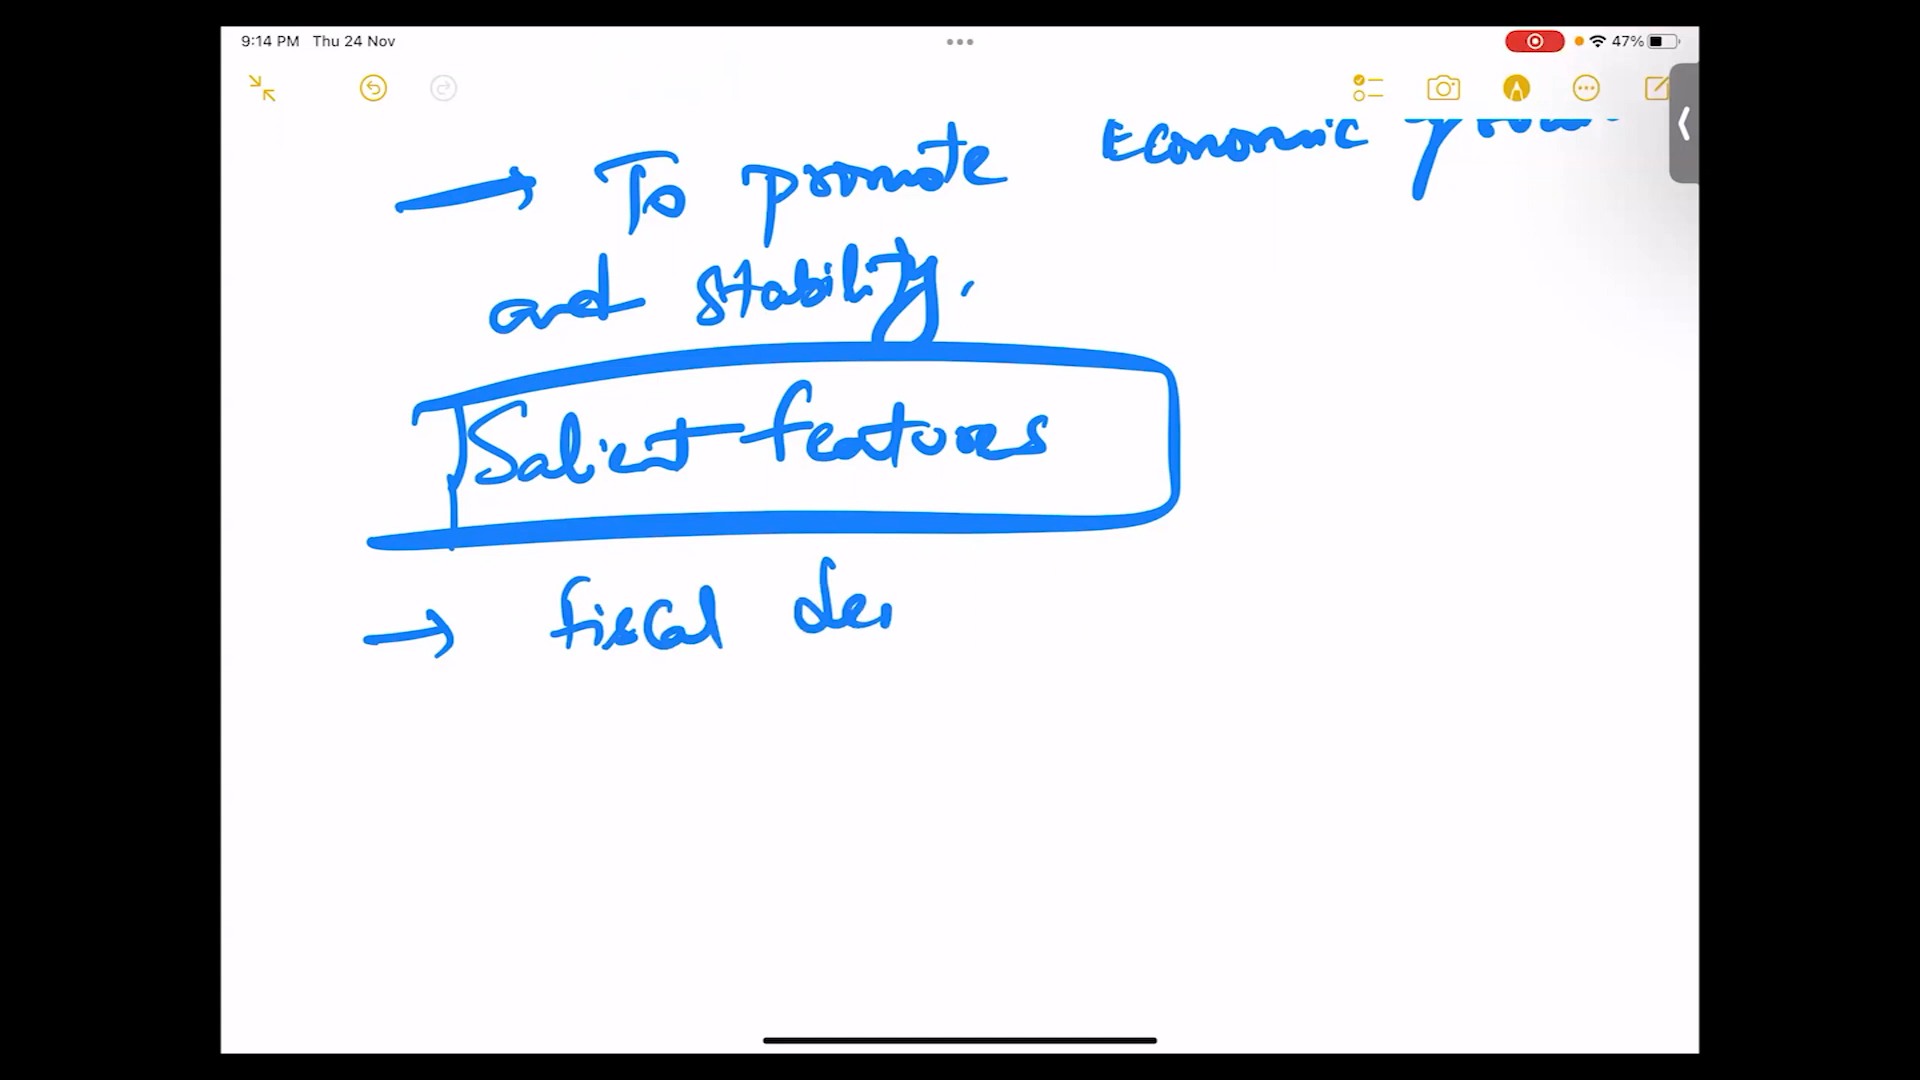 9:14 PM Thu 24 Nov
47%
→ To promote Economic
and stability.
Salient features
→ fiscal